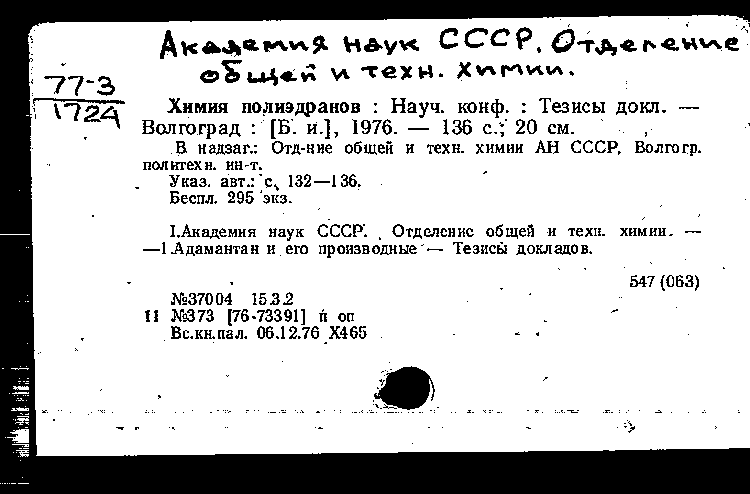 Академия наук СССР. Отделение
общей и техн. химии.
77-3
1724
Химия полиэдранов : Науч. конф. : Тезисы докл. —
Волгоград : [Б. и.], 1976. — 136 с.; 20 см.
В надзаг.: Отд-ние общей и техн. химии АН СССР, Волгогр.
политехн. ин-т.
Указ. авт.: с. 132—136.
Беспл. 295 экз.
I.Академия наук СССР. Отделение общей и техн. химии. —
—1.Адамантан и его производные — Тезисы докладов.
547 (063)
№37004 15.3.2
11 №373 [76-73391] п оп
Вс.кн.пал. 06.12.76 Х465